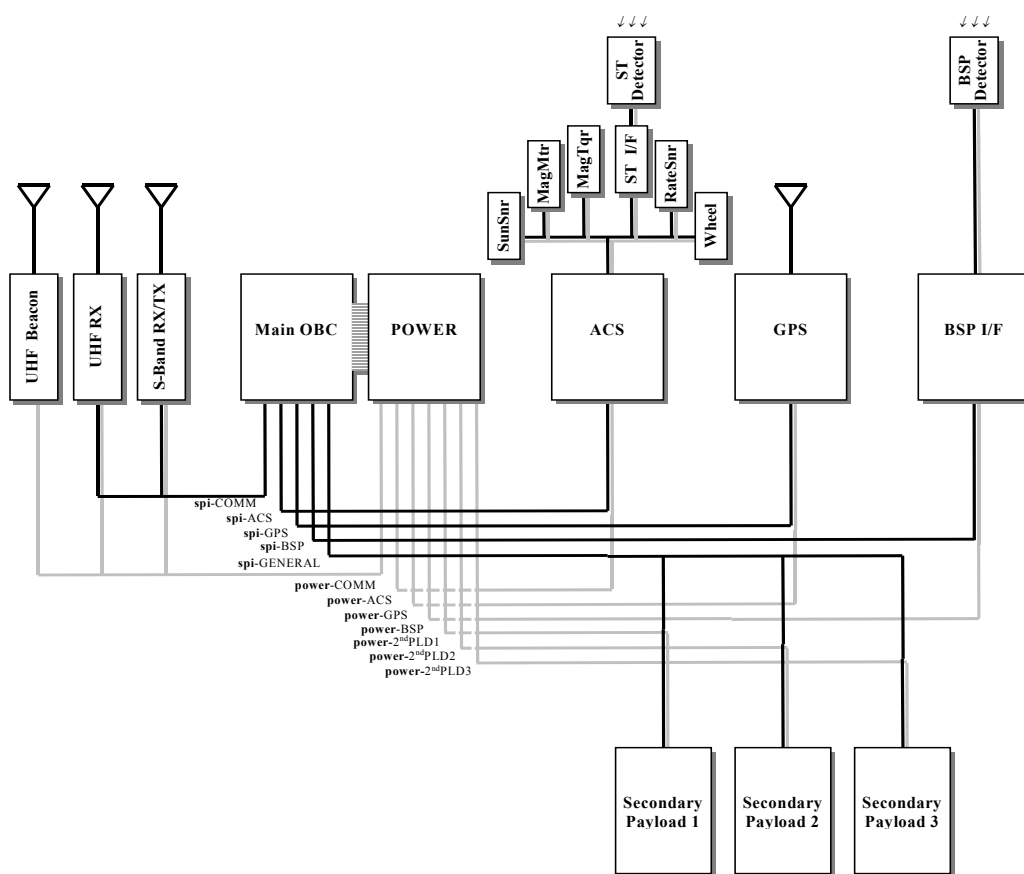 ST
Detector
BSP
Detector
SunSnr
MagMtr
MagTqr
ST I/F
RateSnr
Wheel
UHF Beacon
UHF RX
S-Band RX/TX
Main OBC
POWER
ACS
GPS
BSP I/F
spi-COMM
spi-ACS
spi-GPS
spi-BSP
spi-GENERAL
power-COMM
power-ACS
power-GPS
power-BSP
power-2ndPLD1
power-2ndPLD2
power-2ndPLD3
Secondary
Payload 1
Secondary
Payload 2
Secondary
Payload 3